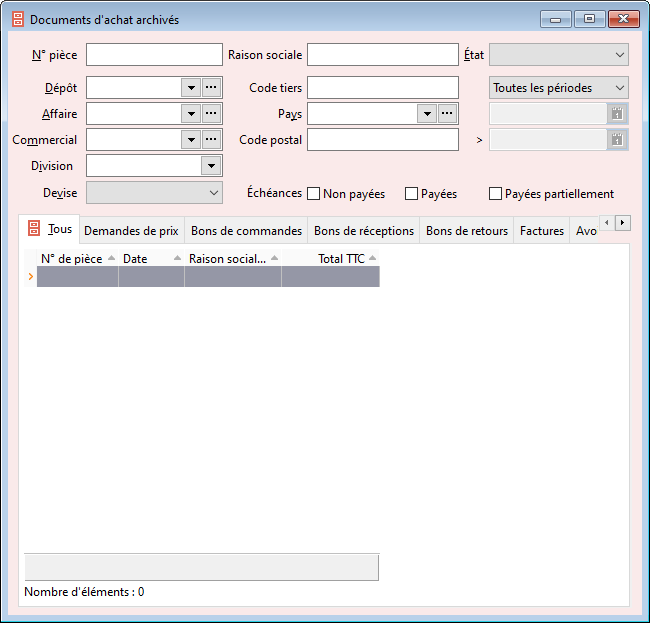 Documents d'achat archivés
N° pièce Raison sociale État
Dépôt ... Code tiers Toutes les périodes
Affaire ... Pays ...
Commercial ... Code postal >
Division
Devise Échéances Non payées Payées Payées partiellement
Tous Demandes de prix Bons de commandes Bons de réceptions Bons de retours Factures Avo
N° de pièce Date Raison social... Total TTC
Nombre d'éléments : 0